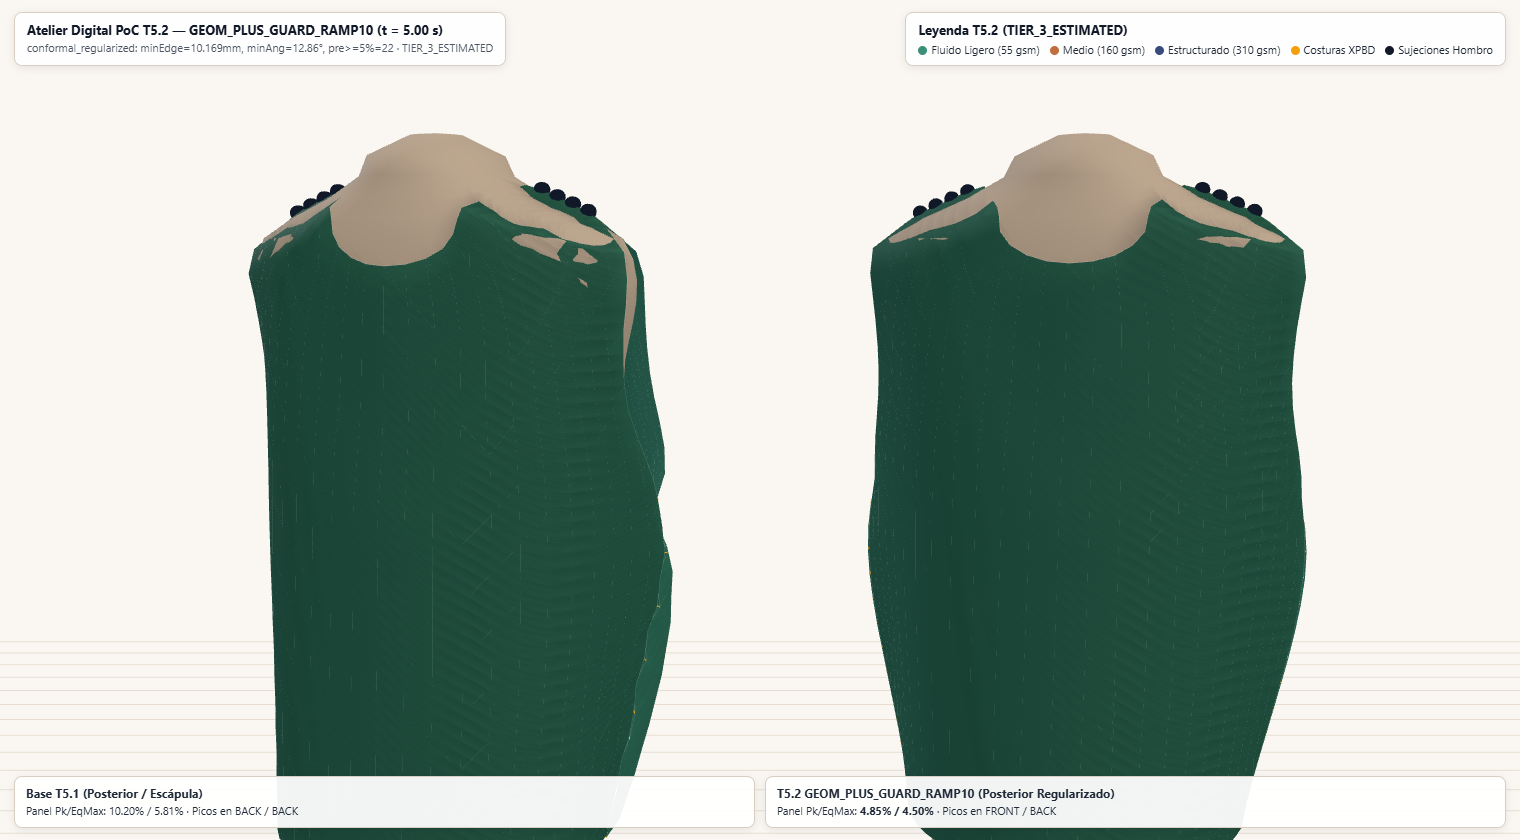 Atelier Digital PoC T5.2 — GEOM_PLUS_GUARD_RAMP10 (t = 5.00 s)
conformal_regularized: minEdge=10.169mm, minAng=12.86°, pre>=5%=22 · TIER_3_ESTIMATED
Leyenda T5.2 (TIER_3_ESTIMATED)
Fluido Ligero (55 gsm) Medio (160 gsm) Estructurado (310 gsm) Costuras XPBD Sujeciones Hombro
Base T5.1 (Posterior / Escápula)
Panel Pk/EqMax: 10.20% / 5.81% · Picos en BACK / BACK
T5.2 GEOM_PLUS_GUARD_RAMP10 (Posterior Regularizado)
Panel Pk/EqMax: 4.85% / 4.50% · Picos en FRONT / BACK